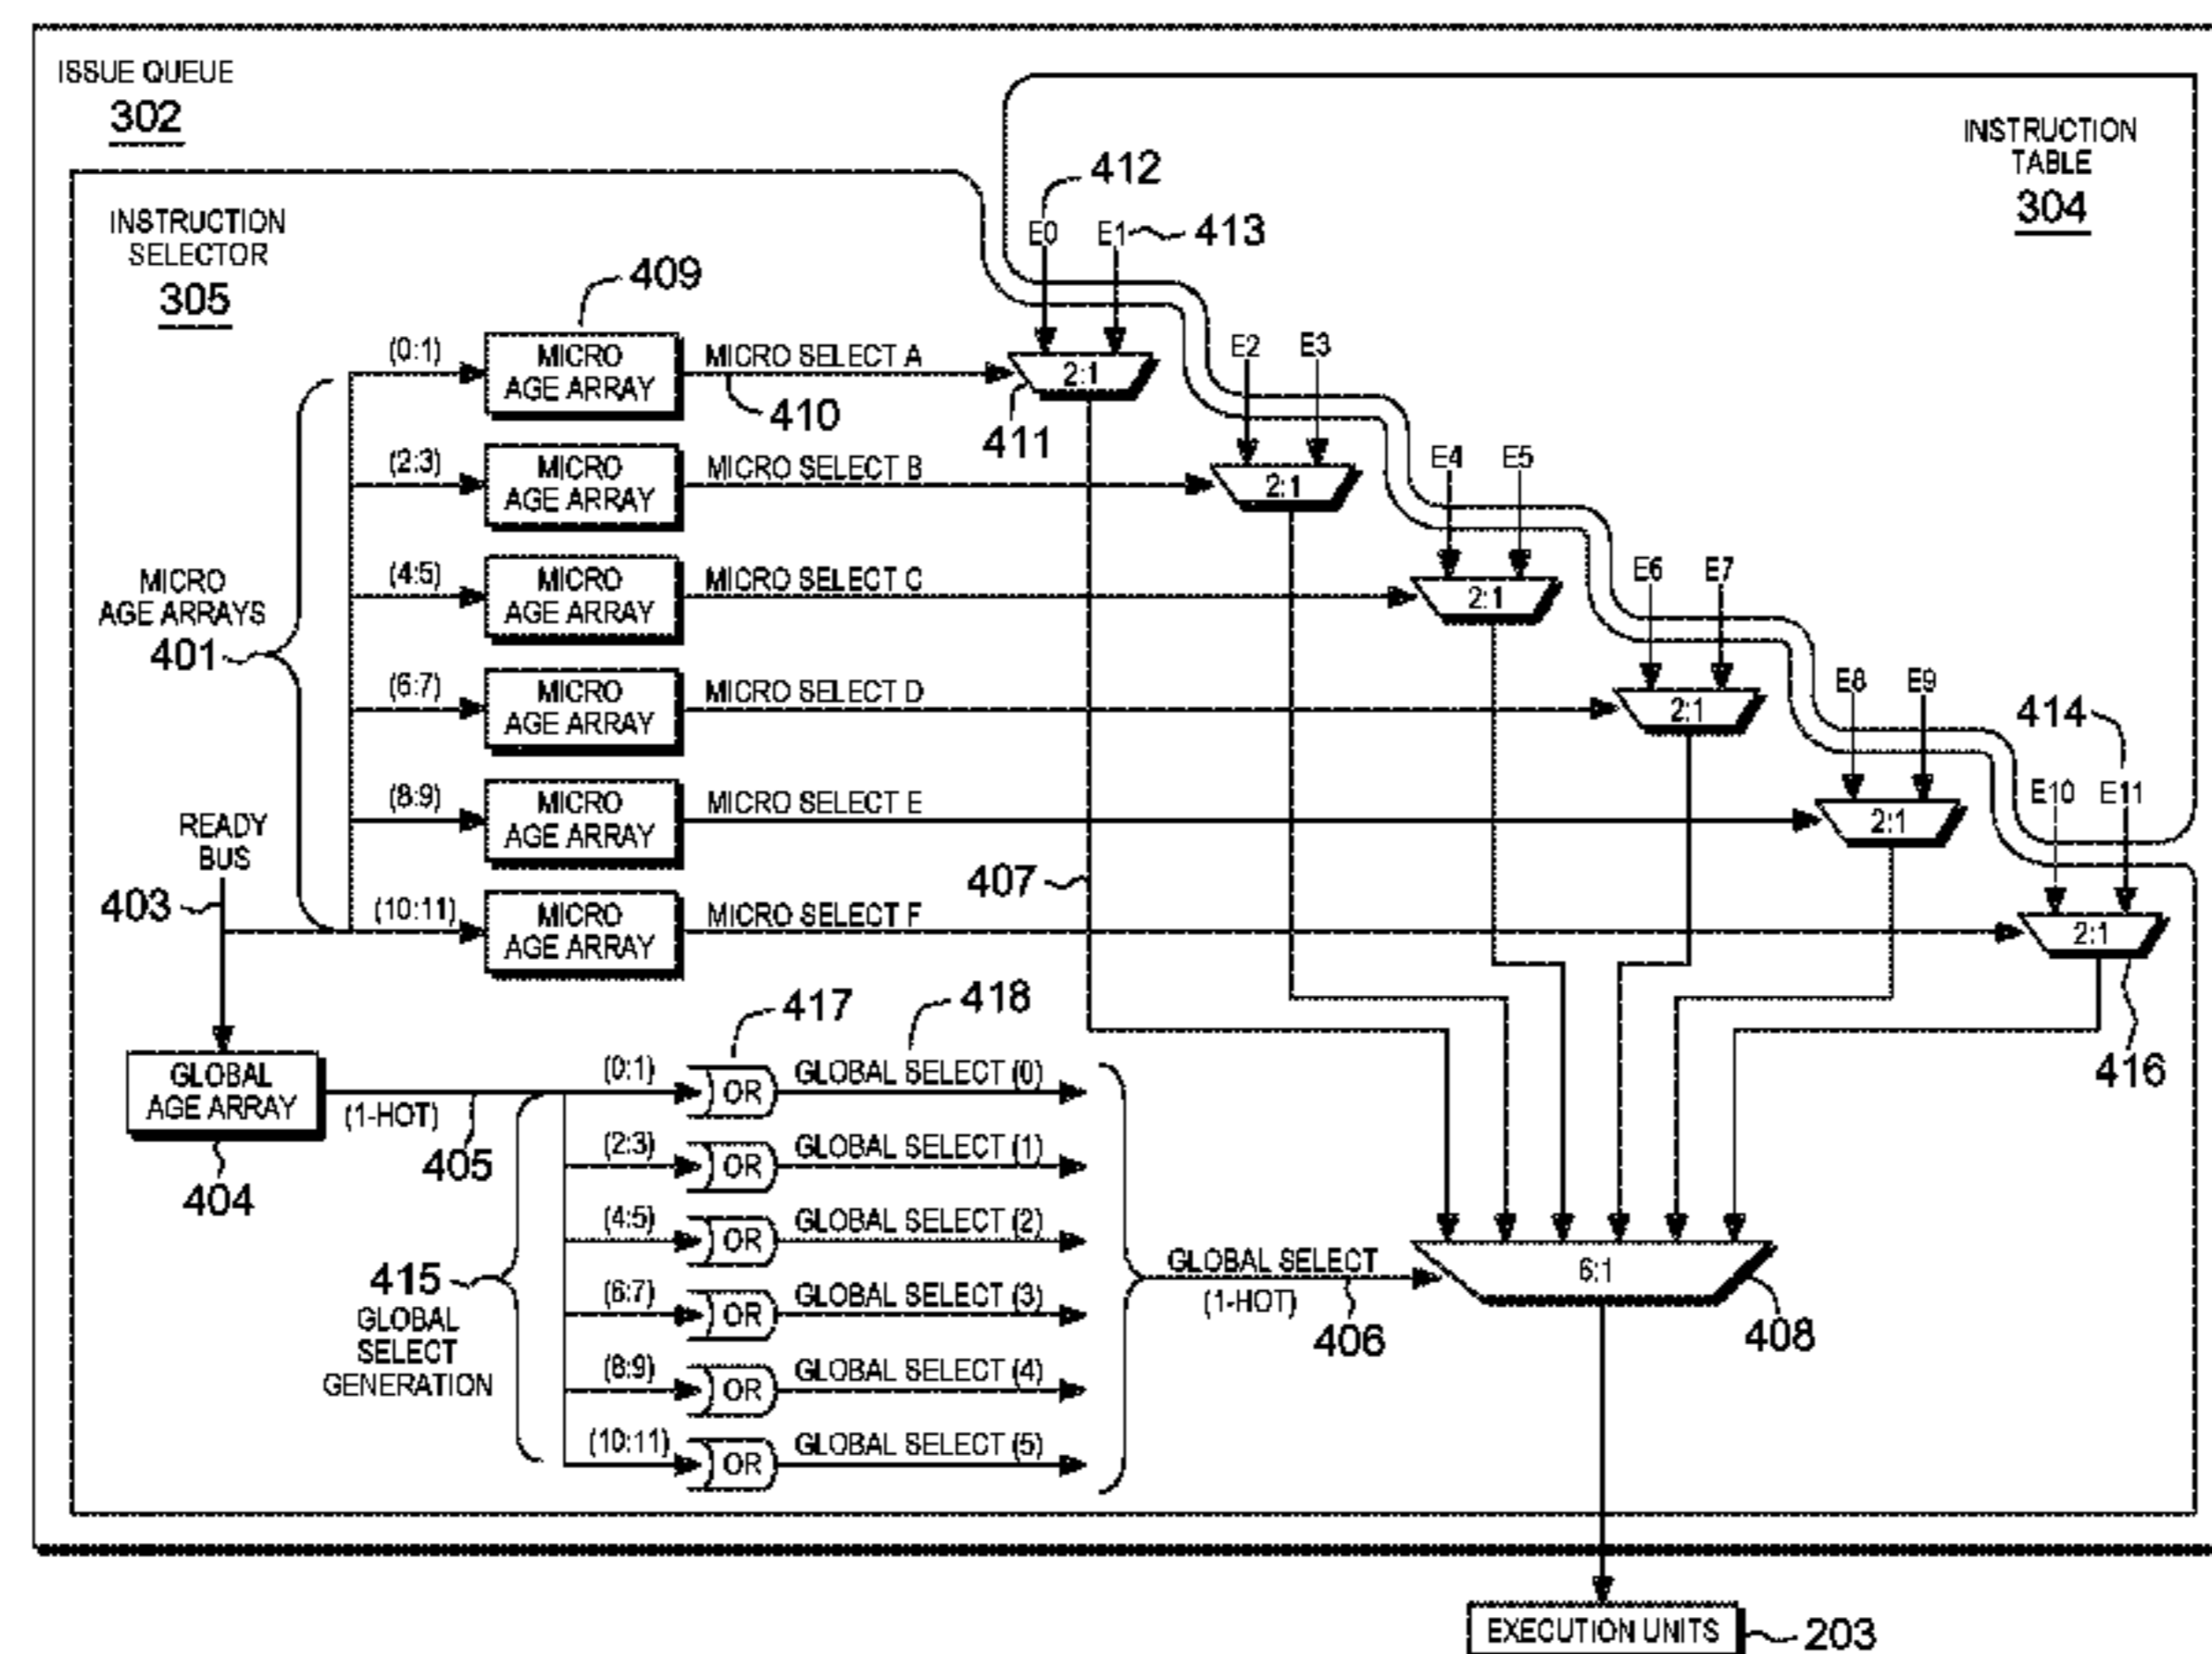 ISSUE QUEUE
302
INSTRUCTION
TABLE
304
INSTRUCTION
SELECTOR
305
412
E0 E1 413
409
(0:1) MICRO
AGE ARRAY
MICRO SELECT A
410
2:1
411
E2 E3
(2:3) MICRO
AGE ARRAY
MICRO SELECT B
2:1
E4 E5
(4:5) MICRO
AGE ARRAY
MICRO SELECT C
2:1
E6 E7
MICRO
AGE ARRAYS
401
(6:7) MICRO
AGE ARRAY
MICRO SELECT D
2:1
E8 E9
(8:9) MICRO
AGE ARRAY
MICRO SELECT E
2:1
414
E10 E11
READY
BUS
403
(10:11) MICRO
AGE ARRAY
MICRO SELECT F
2:1
416
407
GLOBAL
AGE ARRAY
404
(1-HOT)
405
417
418
(0:1) OR GLOBAL SELECT (0)
(2:3) OR GLOBAL SELECT (1)
(4:5) OR GLOBAL SELECT (2)
(6:7) OR GLOBAL SELECT (3)
(8:9) OR GLOBAL SELECT (4)
(10:11) OR GLOBAL SELECT (5)
415
GLOBAL
SELECT
GENERATION
GLOBAL SELECT
(1-HOT)
406
6:1
408
EXECUTION UNITS 203